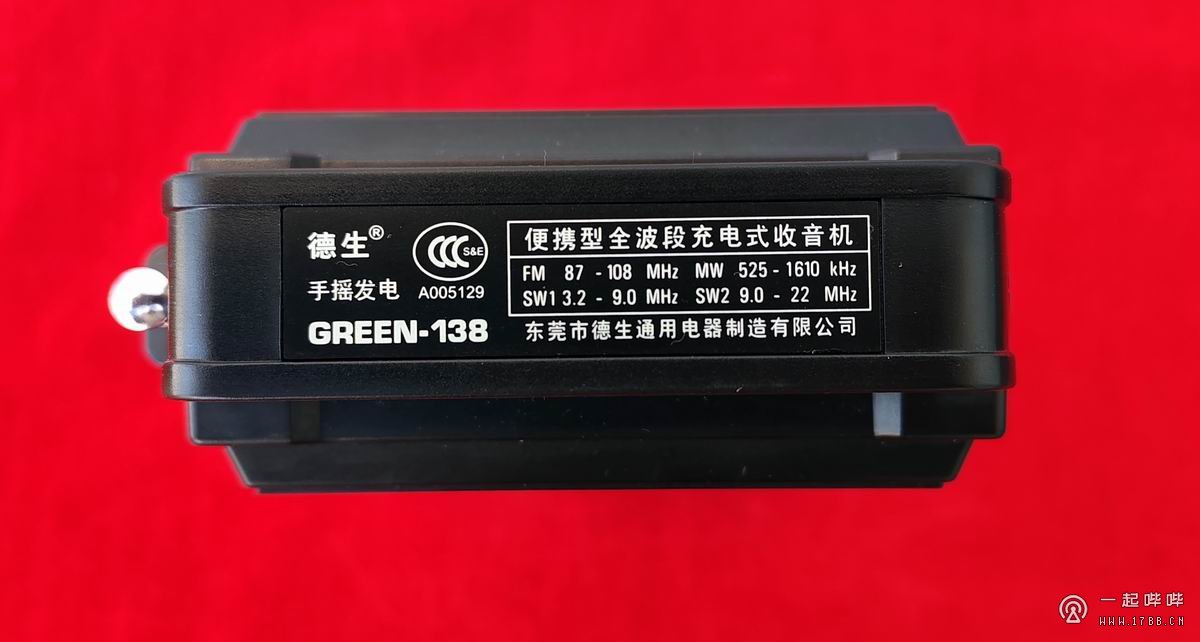 德生®
手摇发电
GREEN-138
CCC S&E
A005129
便携型全波段充电式收音机
FM 87 - 108 MHz MW 525 - 1610 kHz
SW1 3.2 - 9.0 MHz SW2 9.0 - 22 MHz
东莞市德生通用电器制造有限公司
一起哔哔
WWW.17BB.CN